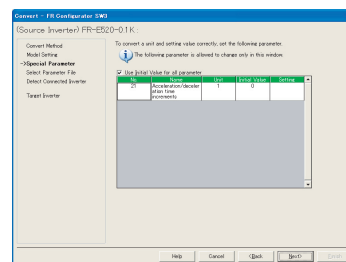 Convert - FR Configurator SW3
(Source Inverter) FR-E520-0.1K
Convert Method
Model Setting
->Special Parameter
Select Parameter File
Detect Connected Inverter
Target Inverter
To convert a unit and setting value correctly, set the following parameter.
The following parameter is allowed to change only in this window.
Use Initial Value for all parameter
No. Name Unit Initial Value Setting
21 Acceleration/deceler 1 0
ation time
increments
Help Cancel <Back Next>